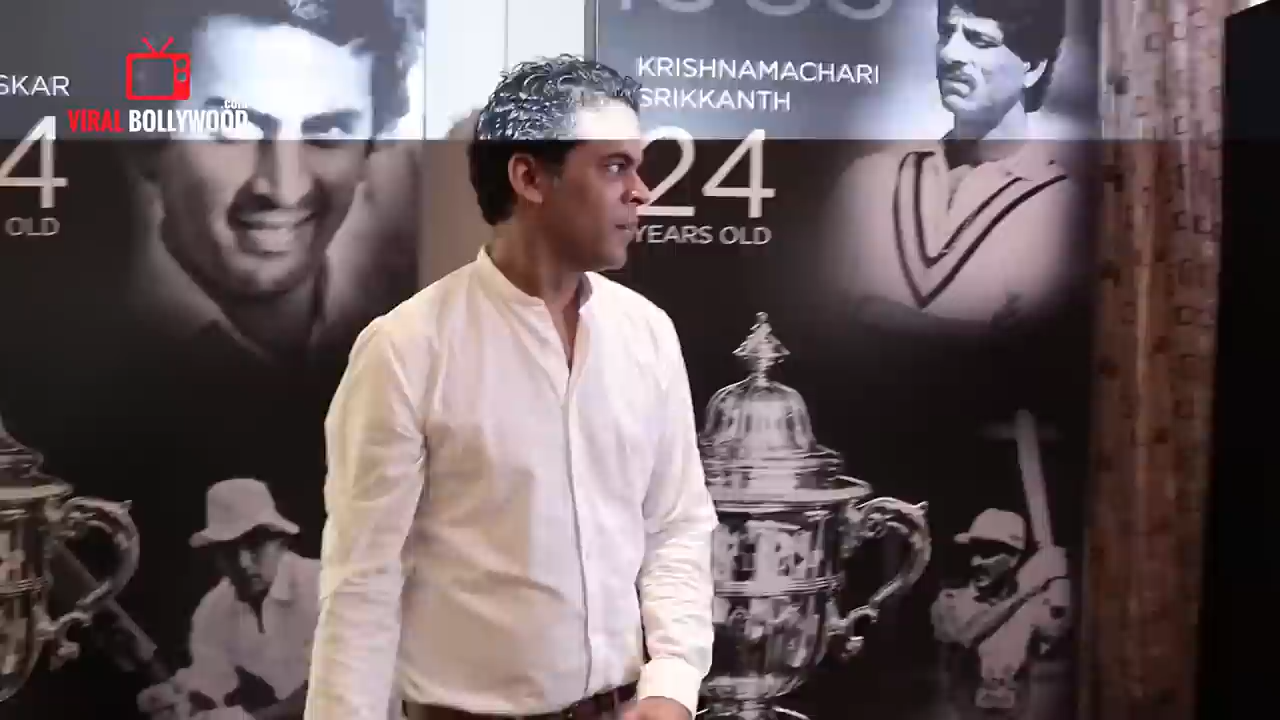 SKAR
4
OLD
VIRAL BOLLYWOOD
.COM
KRISHNAMACHARI
SRIKKANTH
24
YEARS OLD